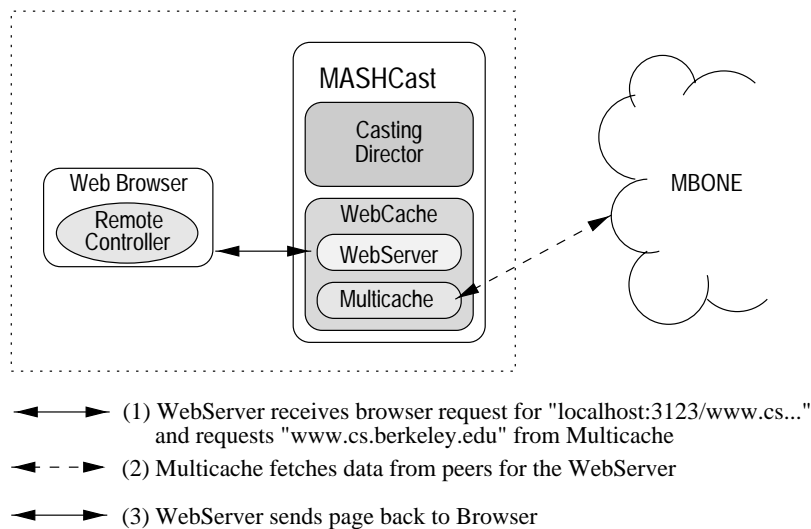 MASHCast
Casting
Director
Web Browser
Remote
Controller
WebCache
WebServer
Multicache
MBONE
(1) WebServer receives browser request for "localhost:3123/www.cs..."
and requests "www.cs.berkeley.edu" from Multicache
(2) Multicache fetches data from peers for the WebServer
(3) WebServer sends page back to Browser